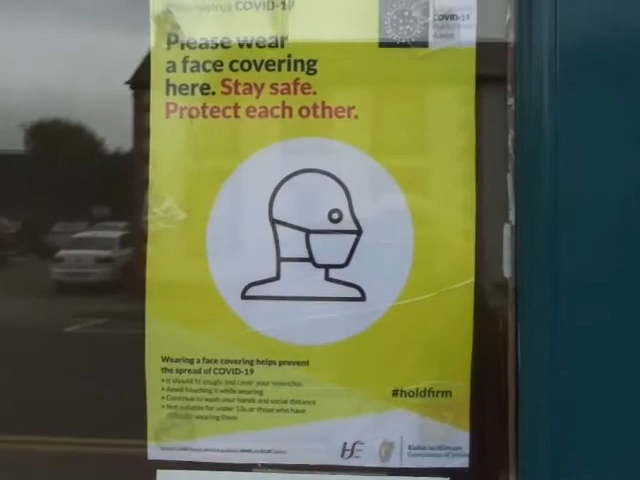 Coronavirus COVID-19
COVID-19
Please wear
a face covering
here. Stay safe.
Protect each other.
Wearing a face covering helps prevent
the spread of COVID-19
• It should fit snugly and cover your nose/chin
• Avoid touching it while wearing
• Continue to wash your hands and social distance
• Not suitable for under 13s or those who have
difficulty wearing these
#holdfirm
Rialtas na hÉireann
Government of Ireland